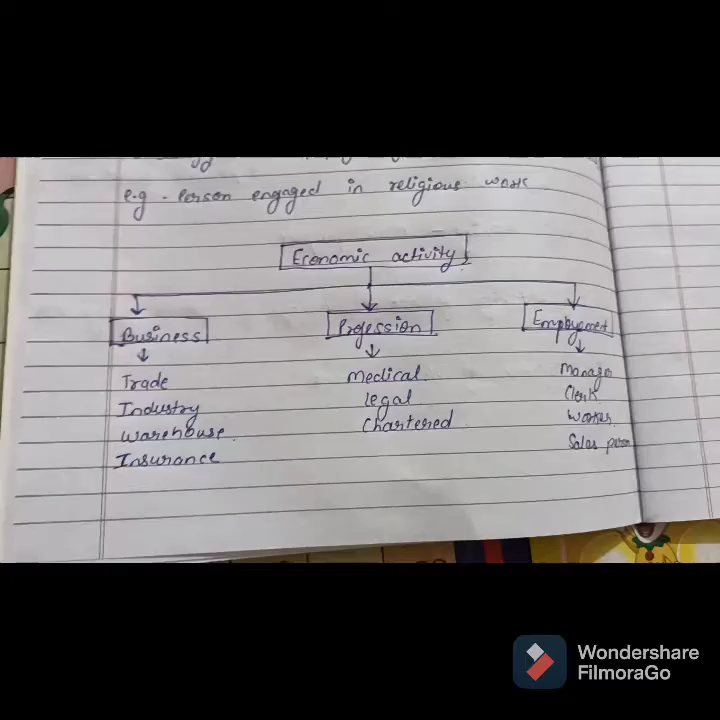 e.g - Person engaged in religious work
Economic activity
Business Profession Employment
Trade
Industry
Warehouse
Insurance
Medical
legal
Chartered
Manager
Clerk
Worker
Sales person
Wondershare
FilmoraGo